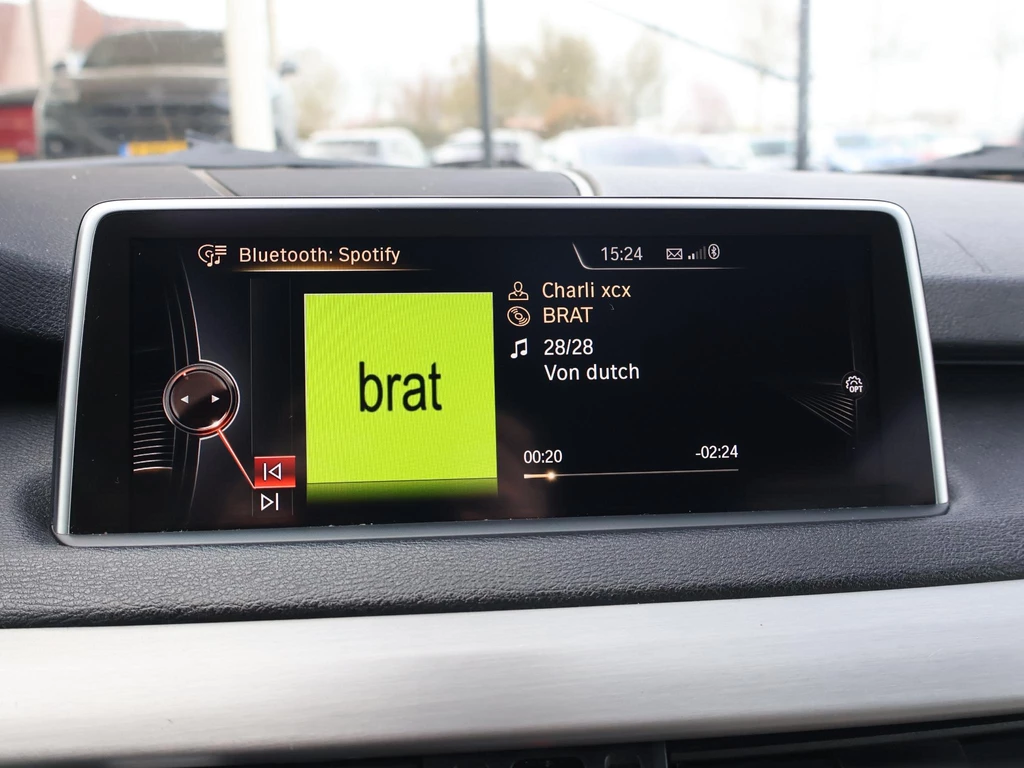 Bluetooth: Spotify
15:24
brat
Charli xcx
BRAT
28/28
Von dutch
00:20
-02:24
OPT